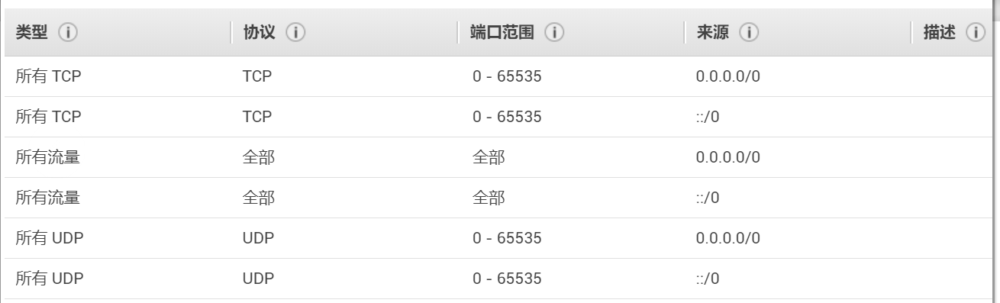 类型 协议 端口范围 来源 描述
所有 TCP TCP 0 - 65535 0.0.0.0/0
所有 TCP TCP 0 - 65535 ::/0
所有流量 全部 全部 0.0.0.0/0
所有流量 全部 全部 ::/0
所有 UDP UDP 0 - 65535 0.0.0.0/0
所有 UDP UDP 0 - 65535 ::/0